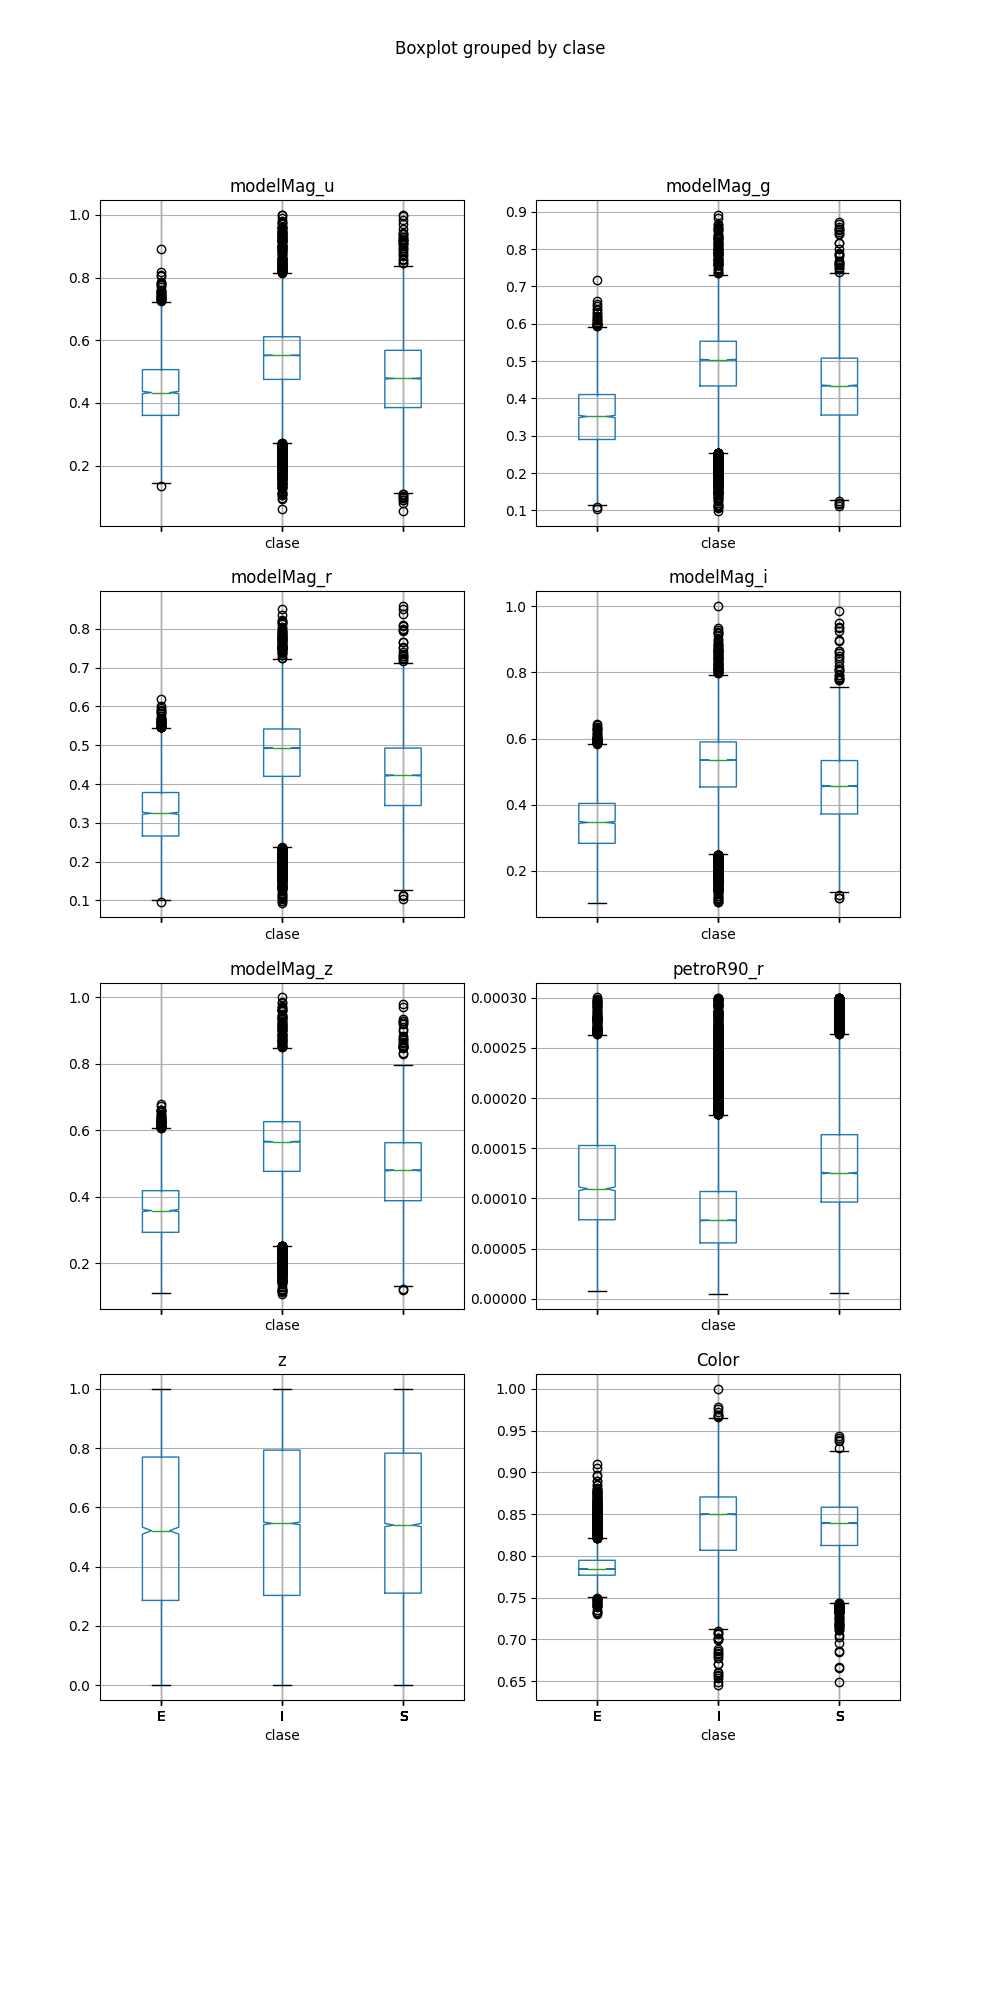 Boxplot grouped by clase
modelMag_u
1.0
0.8
0.6
0.4
0.2
clase
modelMag_g
0.9
0.8
0.7
0.6
0.5
0.4
0.3
0.2
0.1
clase
modelMag_r
0.8
0.7
0.6
0.5
0.4
0.3
0.2
0.1
clase
modelMag_i
1.0
0.8
0.6
0.4
0.2
clase
modelMag_z
1.0
0.8
0.6
0.4
0.2
clase
petroR90_r
0.00030
0.00025
0.00020
0.00015
0.00010
0.00005
0.00000
clase
z
1.0
0.8
0.6
0.4
0.2
0.0
E I S
clase
Color
1.00
0.95
0.90
0.85
0.80
0.75
0.70
0.65
E I S
clase